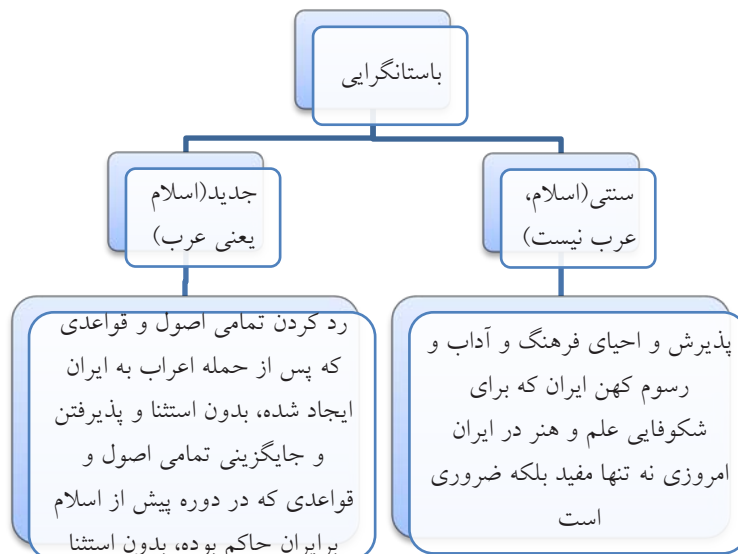 باستانگرایی
سنتی(اسلام،
عرب نیست)
پذیرش و احیای فرهنگ و آداب و
رسوم کهن ایران که برای
شکوفایی علم و هنر در ایران
امروزی نه تنها مفید بلکه ضروری
است
جدید(اسلام
یعنی عرب)
رد کردن تمامی اصول و قواعدی
که پس از حمله اعراب به ایران
ایجاد شده، بدون استثنا و پذیرفتن
و جایگزینی تمامی اصول و
قواعدی که در دوره پیش از اسلام
برایران حاکم بوده، بدون استثنا